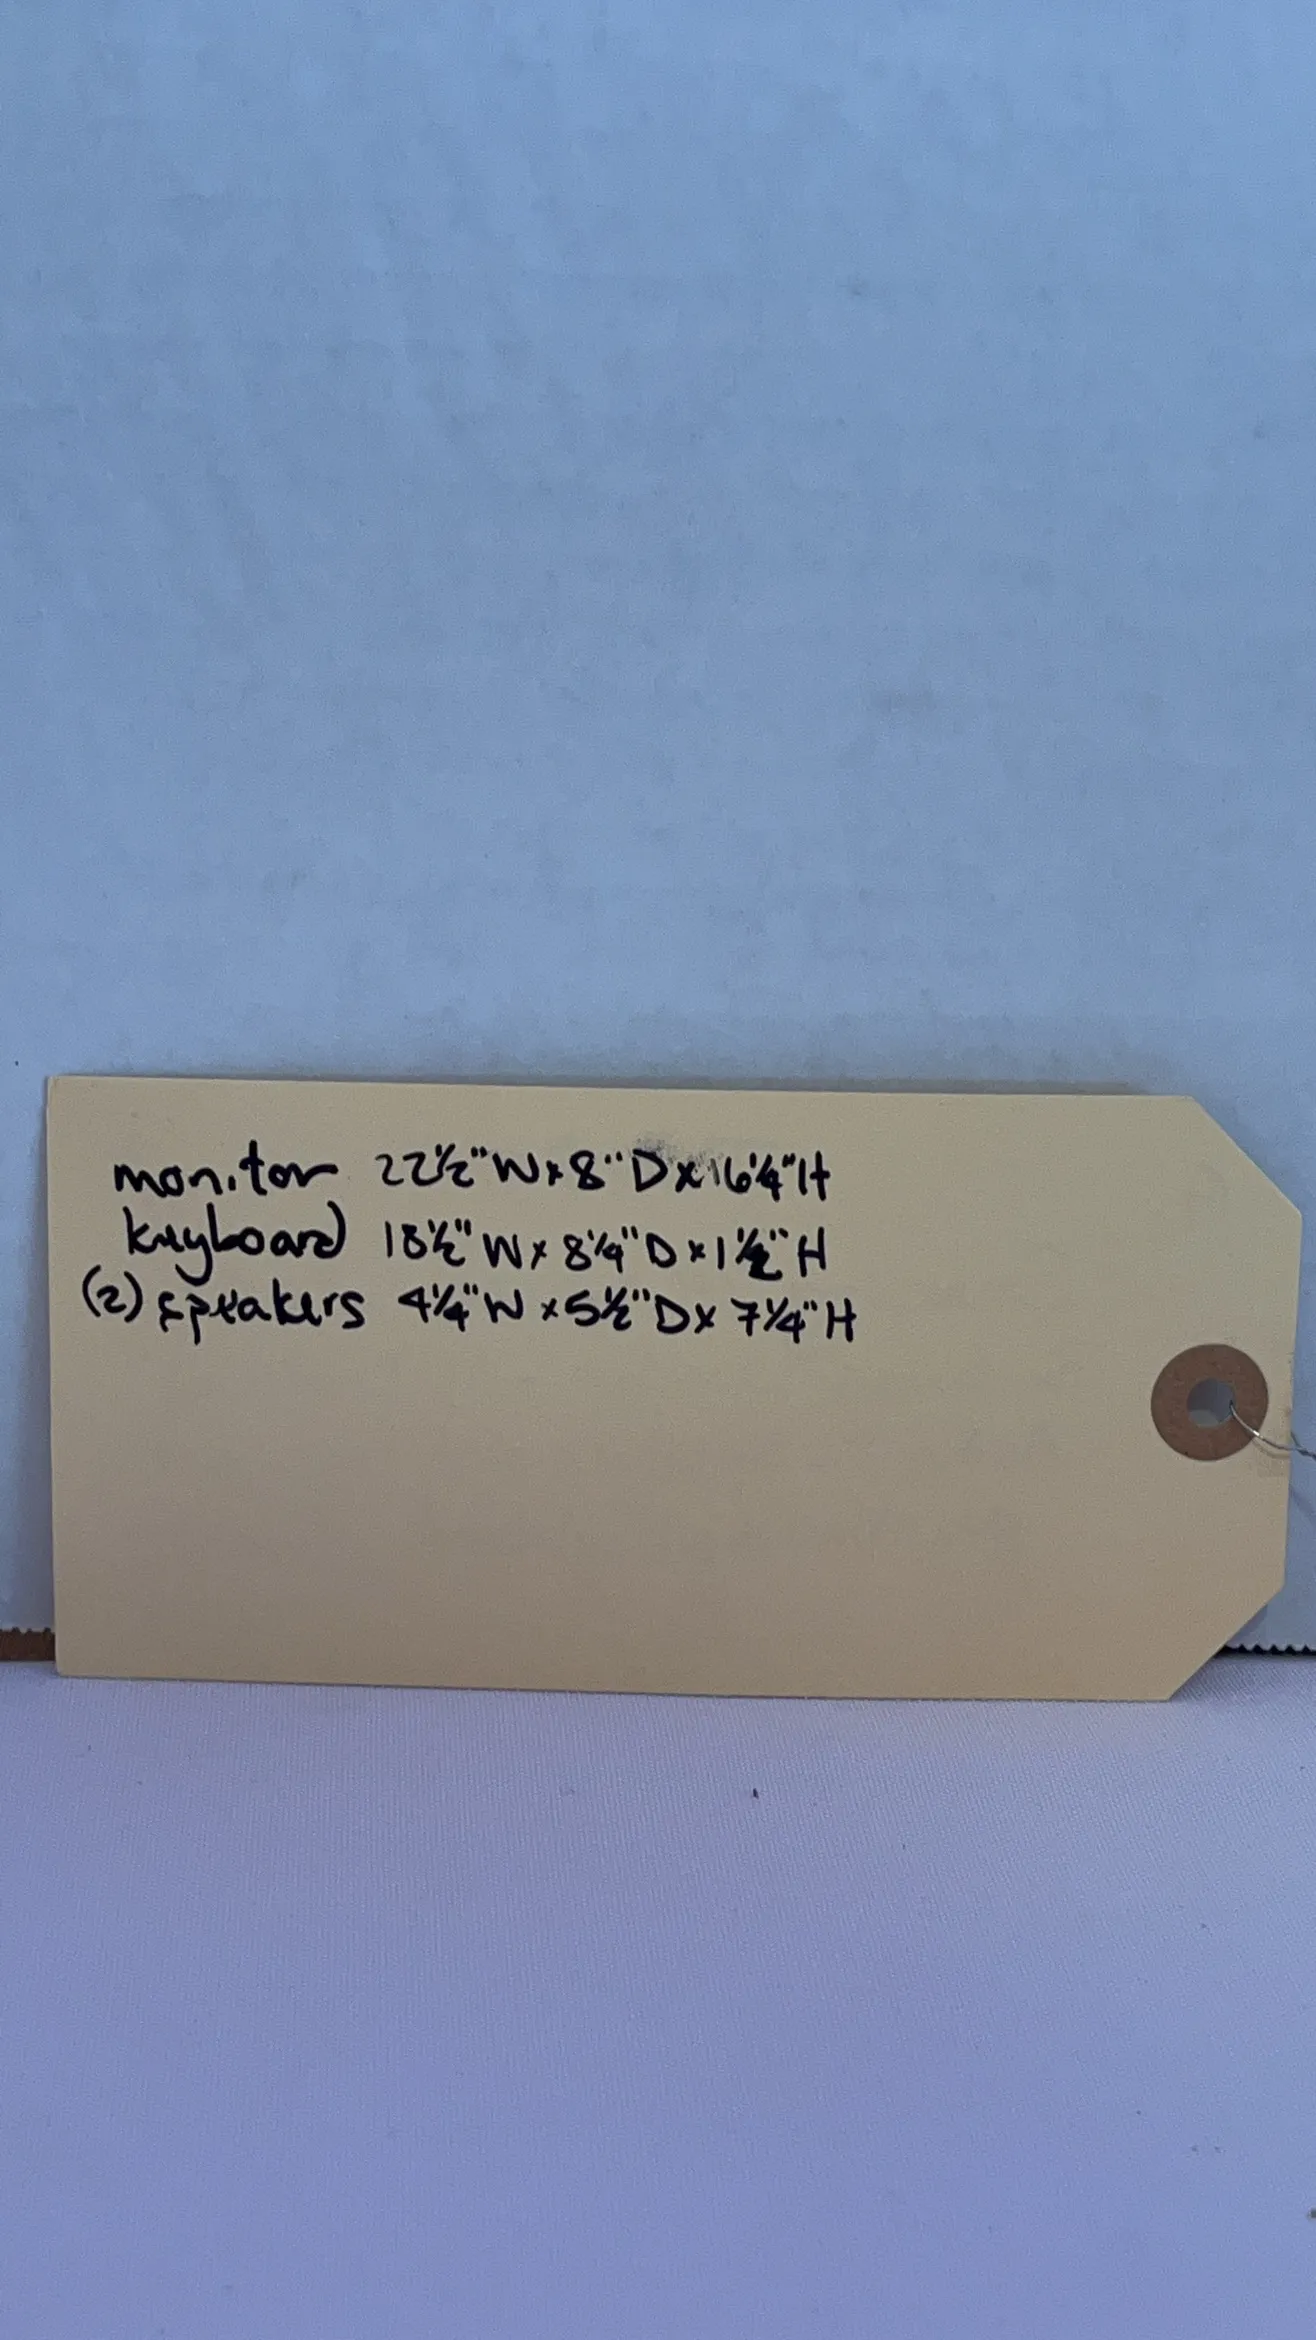 monitor 22½" W x 8" D x 16¼" H
keyboard 18½" W x 8¼" D x 1½" H
(2) speakers 4¼" W x 5½" D x 7¼" H